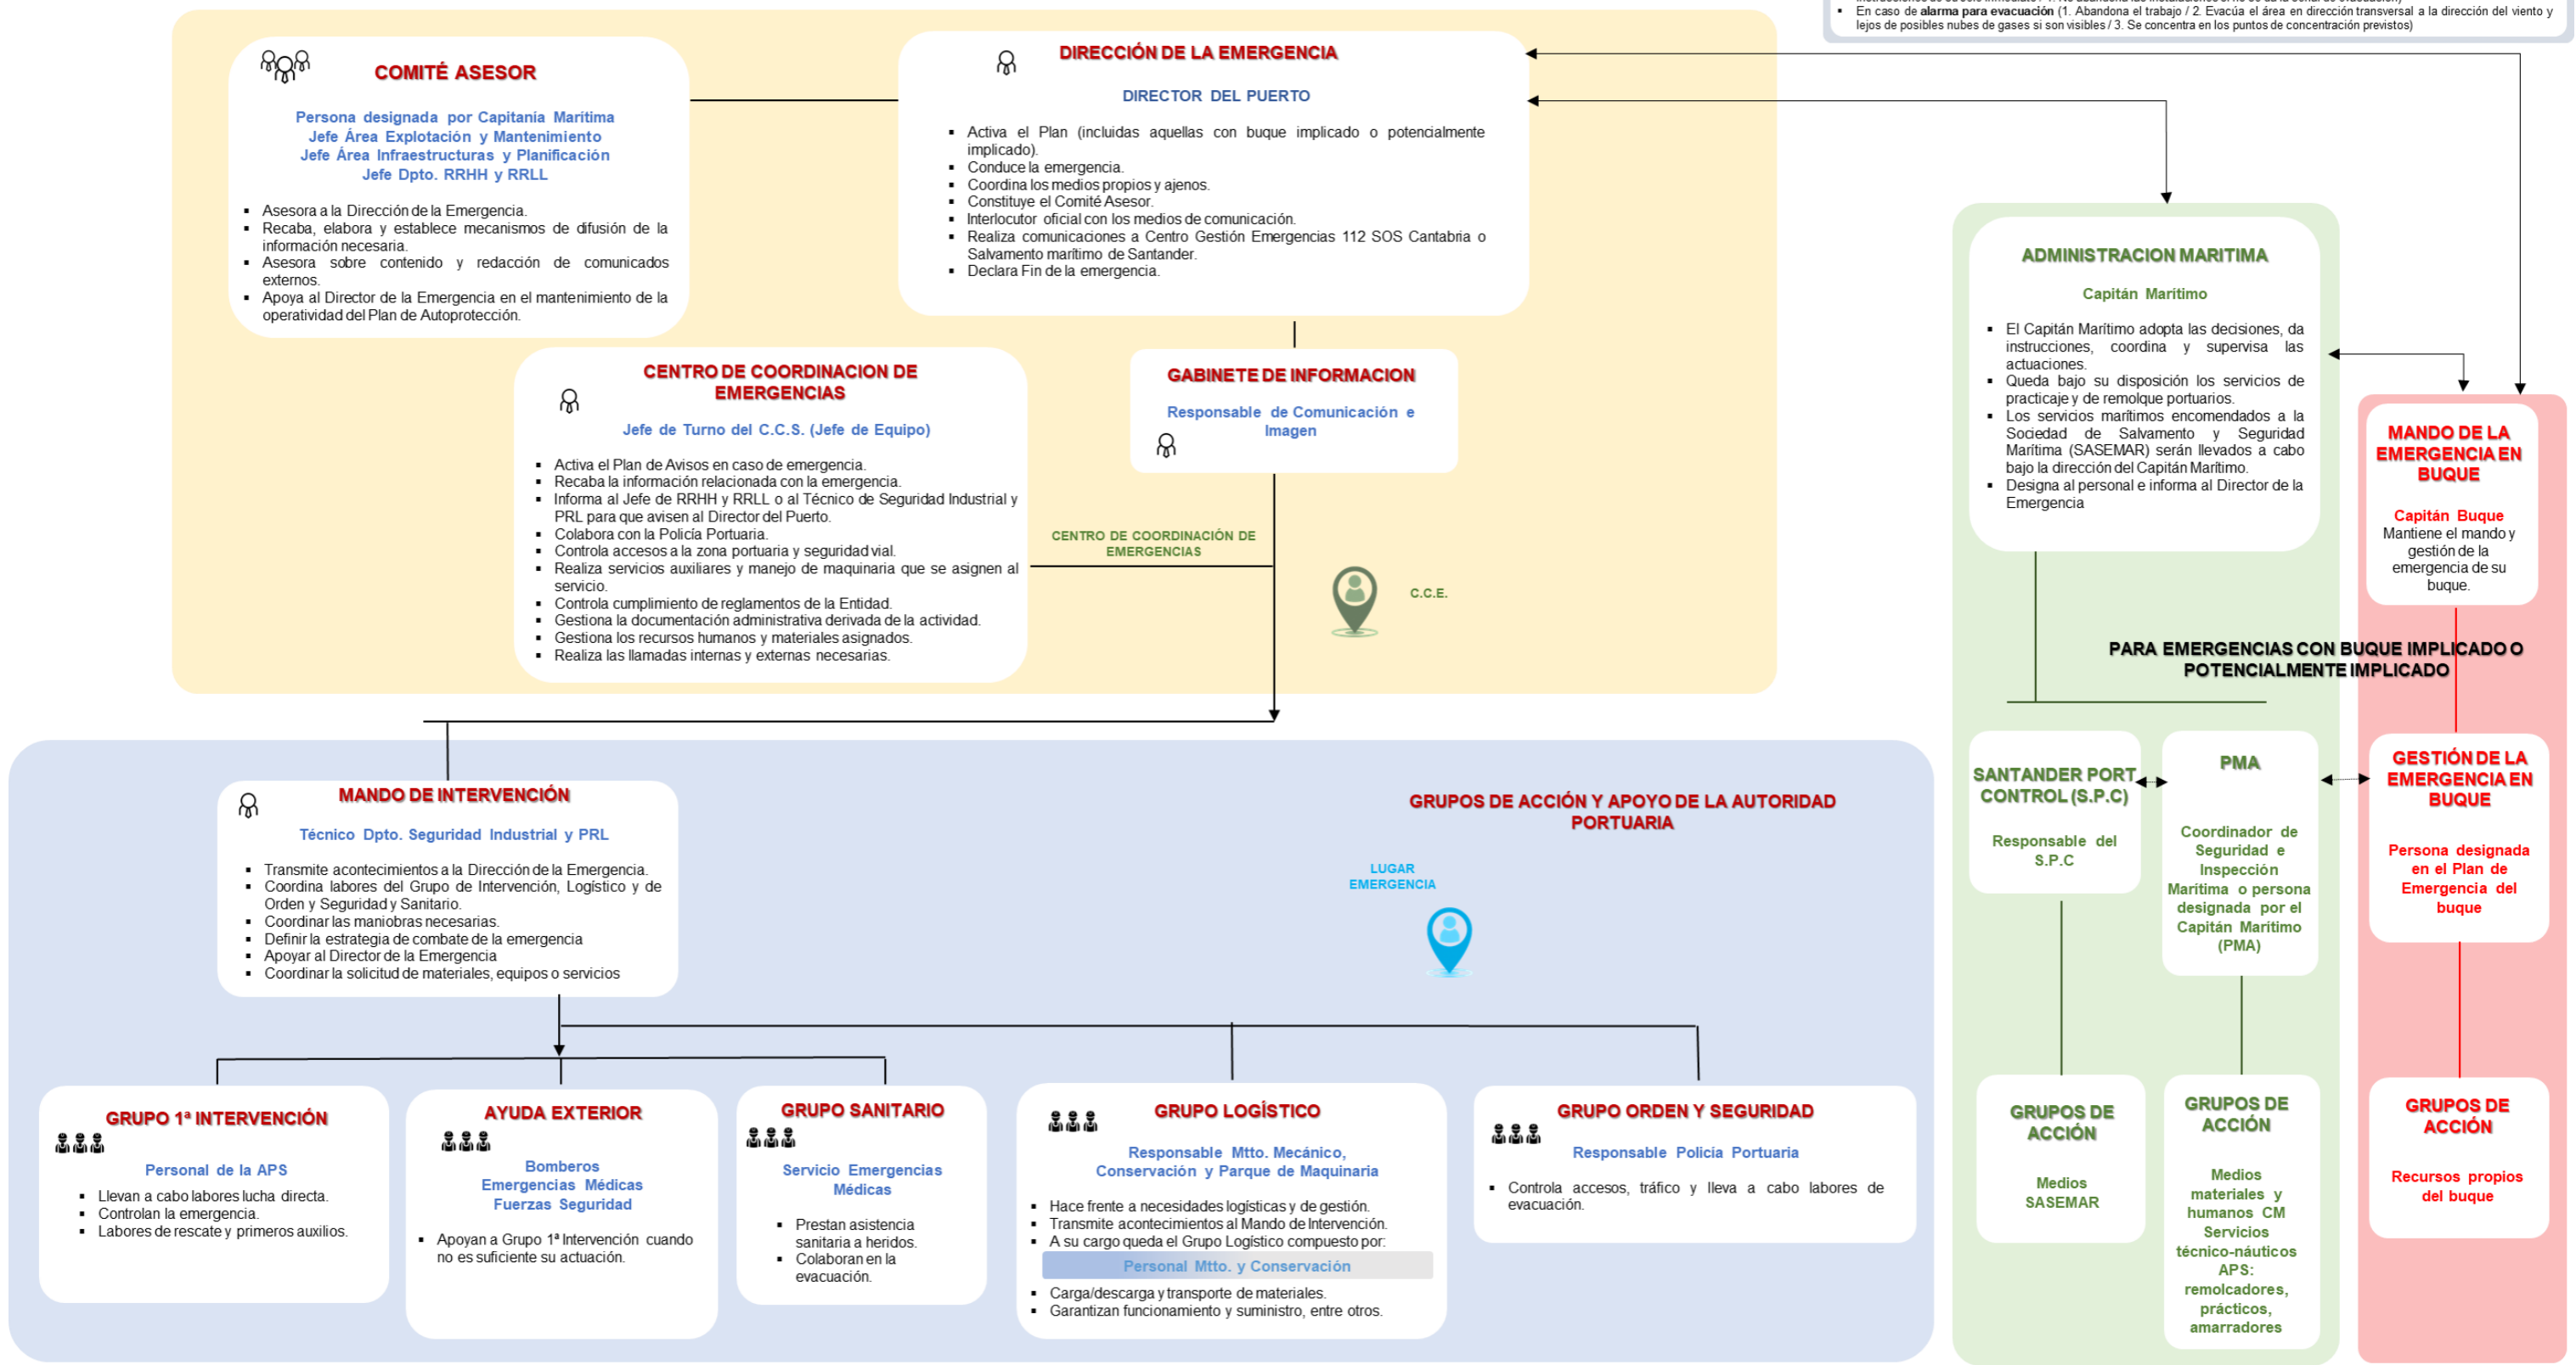 En caso de alarma para evacuación (1. Abandona el trabajo / 2. Evacúa el área en dirección transversal a la dirección del viento y
lejos de posibles nubes de gases si son visibles / 3. Se concentra en los puntos de concentración previstos)
COMITÉ ASESOR
Persona designada por Capitanía Marítima
Jefe Área Explotación y Mantenimiento
Jefe Área Infraestructuras y Planificación
Jefe Dpto. RRHH y RRLL
▪ Asesora a la Dirección de la Emergencia.
▪ Recaba, elabora y establece mecanismos de difusión de la
información necesaria.
▪ Asesora sobre contenido y redacción de comunicados
externos.
▪ Apoya al Director de la Emergencia en el mantenimiento de la
operatividad del Plan de Autoprotección.
DIRECCIÓN DE LA EMERGENCIA
DIRECTOR DEL PUERTO
▪ Activa el Plan (incluidas aquellas con buque implicado o potencialmente
implicado).
▪ Conduce la emergencia.
▪ Coordina los medios propios y ajenos.
▪ Constituye el Comité Asesor.
▪ Interlocutor oficial con los medios de comunicación.
▪ Realiza comunicaciones a Centro Gestión Emergencias 112 SOS Cantabria o
Salvamento marítimo de Santander.
▪ Declara Fin de la emergencia.
CENTRO DE COORDINACION DE
EMERGENCIAS
Jefe de Turno del C.C.S. (Jefe de Equipo)
▪ Activa el Plan de Avisos en caso de emergencia.
▪ Recaba la información relacionada con la emergencia.
▪ Informa al Jefe de RRHH y RRLL o al Técnico de Seguridad Industrial y
PRL para que avisen al Director del Puerto.
▪ Colabora con la Policía Portuaria.
▪ Controla accesos a la zona portuaria y seguridad vial.
▪ Realiza servicios auxiliares y manejo de maquinaria que se asignen al
servicio.
▪ Controla cumplimiento de reglamentos de la Entidad.
▪ Gestiona la documentación administrativa derivada de la actividad.
▪ Gestiona los recursos humanos y materiales asignados.
▪ Realiza las llamadas internas y externas necesarias.
GABINETE DE INFORMACION
Responsable de Comunicación e
Imagen
CENTRO DE COORDINACIÓN DE
EMERGENCIAS
C.C.E.
ADMINISTRACION MARITIMA
Capitán Marítimo
▪ El Capitán Marítimo adopta las decisiones, da
instrucciones, coordina y supervisa las
actuaciones.
▪ Queda bajo su disposición los servicios de
practicaje y de remolque portuarios.
▪ Los servicios marítimos encomendados a la
Sociedad de Salvamento y Seguridad
Marítima (SASEMAR) serán llevados a cabo
bajo la dirección del Capitán Marítimo.
▪ Designa al personal e informa al Director de la
Emergencia
MANDO DE LA
EMERGENCIA EN
BUQUE
Capitán Buque
Mantiene el mando y
gestión de la
emergencia de su
buque.
PARA EMERGENCIAS CON BUQUE IMPLICADO O
POTENCIALMENTE IMPLICADO
MANDO DE INTERVENCIÓN
Técnico Dpto. Seguridad Industrial y PRL
▪ Transmite acontecimientos a la Dirección de la Emergencia.
▪ Coordina labores del Grupo de Intervención, Logístico y de
Orden y Seguridad y Sanitario.
▪ Coordinar las maniobras necesarias.
▪ Definir la estrategia de combate de la emergencia
▪ Apoyar al Director de la Emergencia
▪ Coordinar la solicitud de materiales, equipos o servicios
GRUPOS DE ACCIÓN Y APOYO DE LA AUTORIDAD
PORTUARIA
LUGAR
EMERGENCIA
SANTANDER PORT
CONTROL (S.P.C)
Responsable del
S.P.C
PMA
Coordinador de
Seguridad e
Inspección
Marítima o persona
designada por el
Capitán Marítimo
(PMA)
GESTIÓN DE LA
EMERGENCIA EN
BUQUE
Persona designada
en el Plan de
Emergencia del
buque
GRUPO 1ª INTERVENCIÓN
Personal de la APS
▪ Llevan a cabo labores lucha directa.
▪ Controlan la emergencia.
▪ Labores de rescate y primeros auxilios.
AYUDA EXTERIOR
Bomberos
Emergencias Médicas
Fuerzas Seguridad
▪ Apoyan a Grupo 1ª Intervención cuando
no es suficiente su actuación.
GRUPO SANITARIO
Servicio Emergencias
Médicas
▪ Prestan asistencia
sanitaria a heridos.
▪ Colaboran en la
evacuación.
GRUPO LOGÍSTICO
Responsable Mtto. Mecánico,
Conservación y Parque de Maquinaria
▪ Hace frente a necesidades logísticas y de gestión.
▪ Transmite acontecimientos al Mando de Intervención.
▪ A su cargo queda el Grupo Logístico compuesto por:
Personal Mtto. y Conservación
▪ Carga/descarga y transporte de materiales.
▪ Garantizan funcionamiento y suministro, entre otros.
GRUPO ORDEN Y SEGURIDAD
Responsable Policía Portuaria
▪ Controla accesos, tráfico y lleva a cabo labores de
evacuación.
GRUPOS DE
ACCIÓN
Medios
SASEMAR
GRUPOS DE
ACCIÓN
Medios
materiales y
humanos CM
Servicios
técnico-náuticos
APS:
remolcadores,
prácticos,
amarradores
GRUPOS DE
ACCIÓN
Recursos propios
del buque